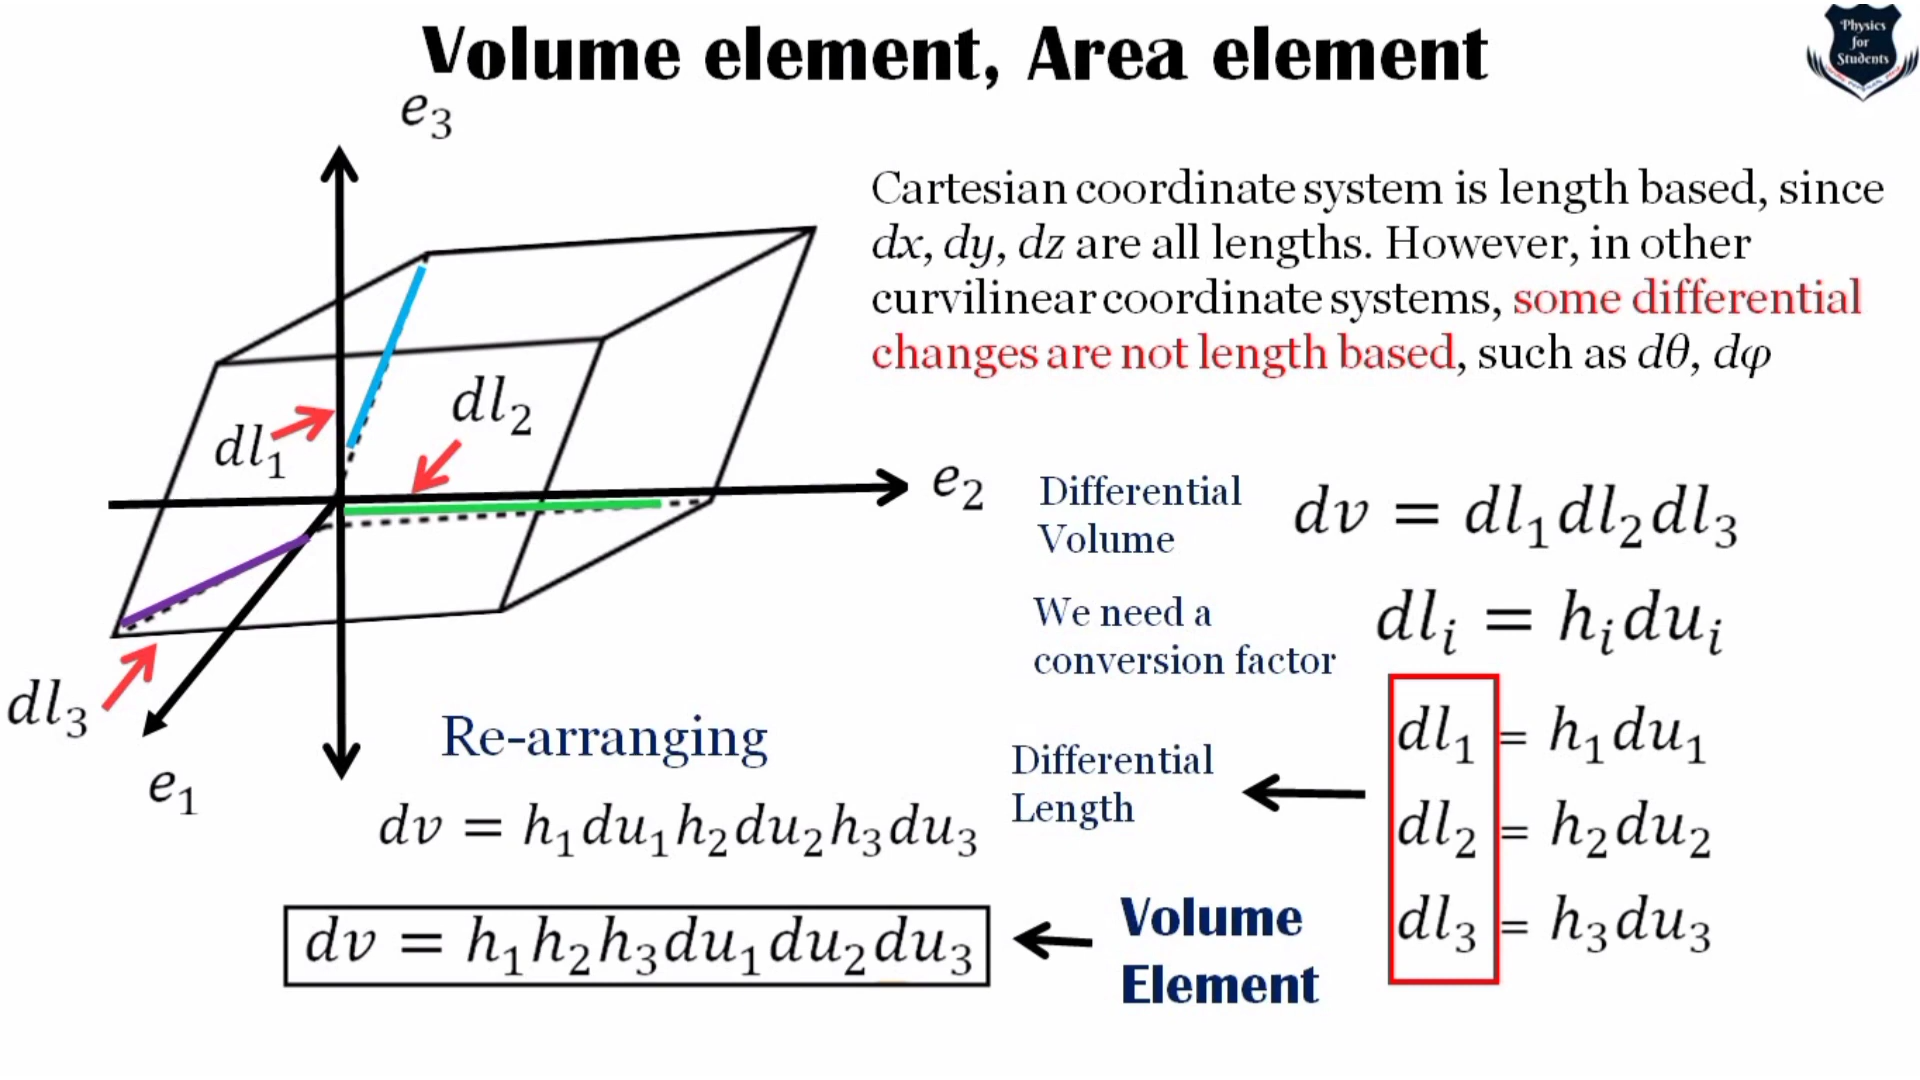 Volume element, Area element
Physics
for
Students
e₃
Cartesian coordinate system is length based, since
dx, dy, dz are all lengths. However, in other
curvilinear coordinate systems, some differential
changes are not length based, such as dθ, dφ
dl₁
dl₂
e₂
dl₃
e₁
Differential
Volume
dv = dl₁dl₂dl₃
We need a
conversion factor
dlᵢ = hᵢduᵢ
dl₁ = h₁du₁
dl₂ = h₂du₂
dl₃ = h₃du₃
Differential
Length
Re-arranging
dv = h₁du₁h₂du₂h₃du₃
dv = h₁h₂h₃du₁du₂du₃
Volume
Element